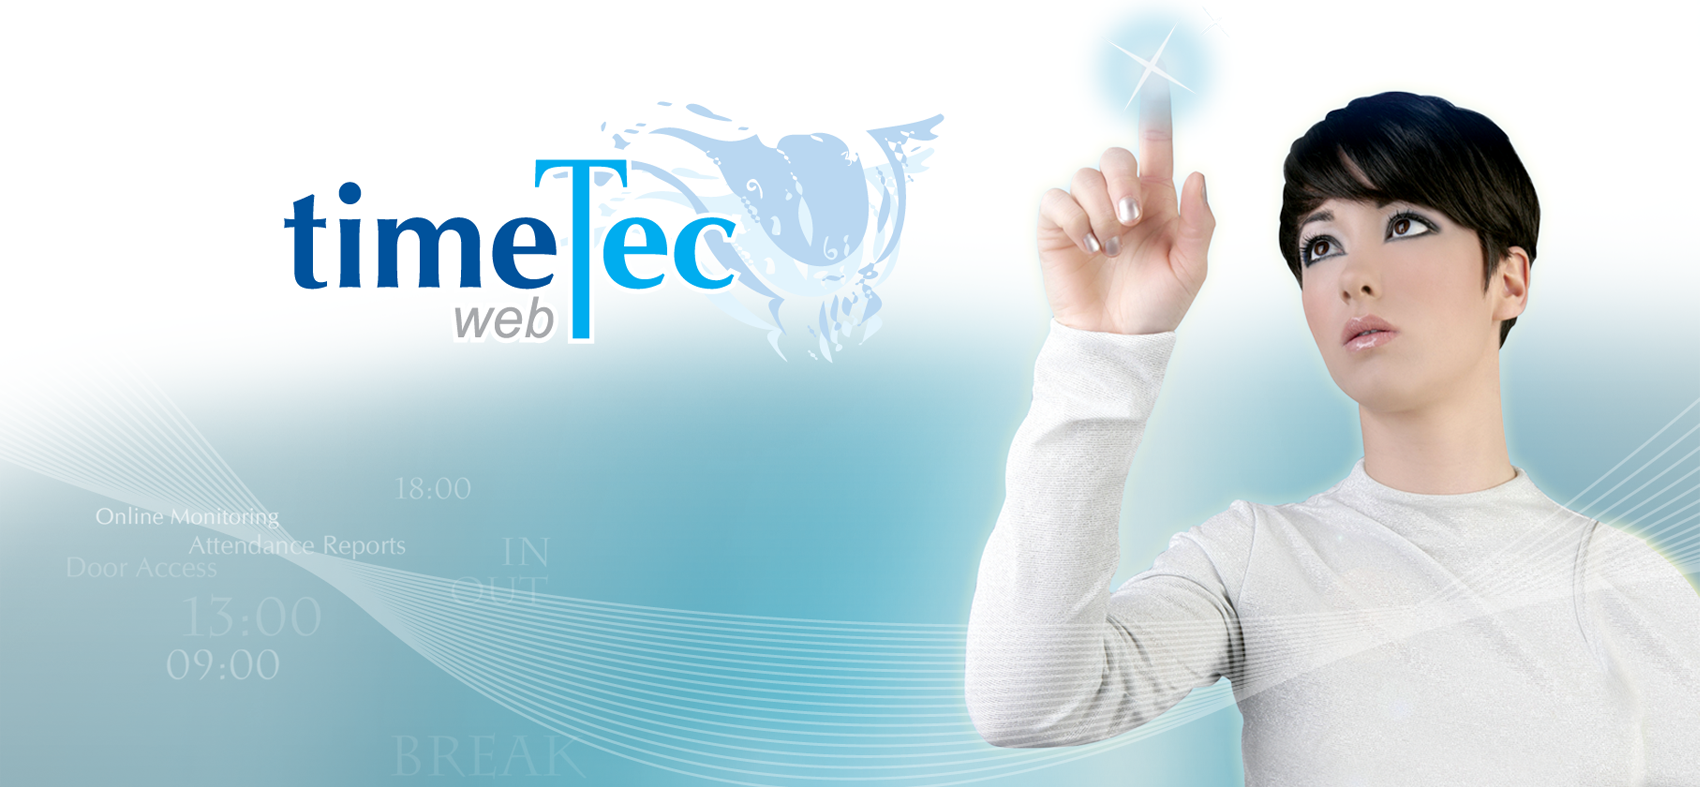 timeTec
web
18:00
Online Monitoring
Attendance Reports
Door Access
IN
OUT
13:00
09:00
BREAK